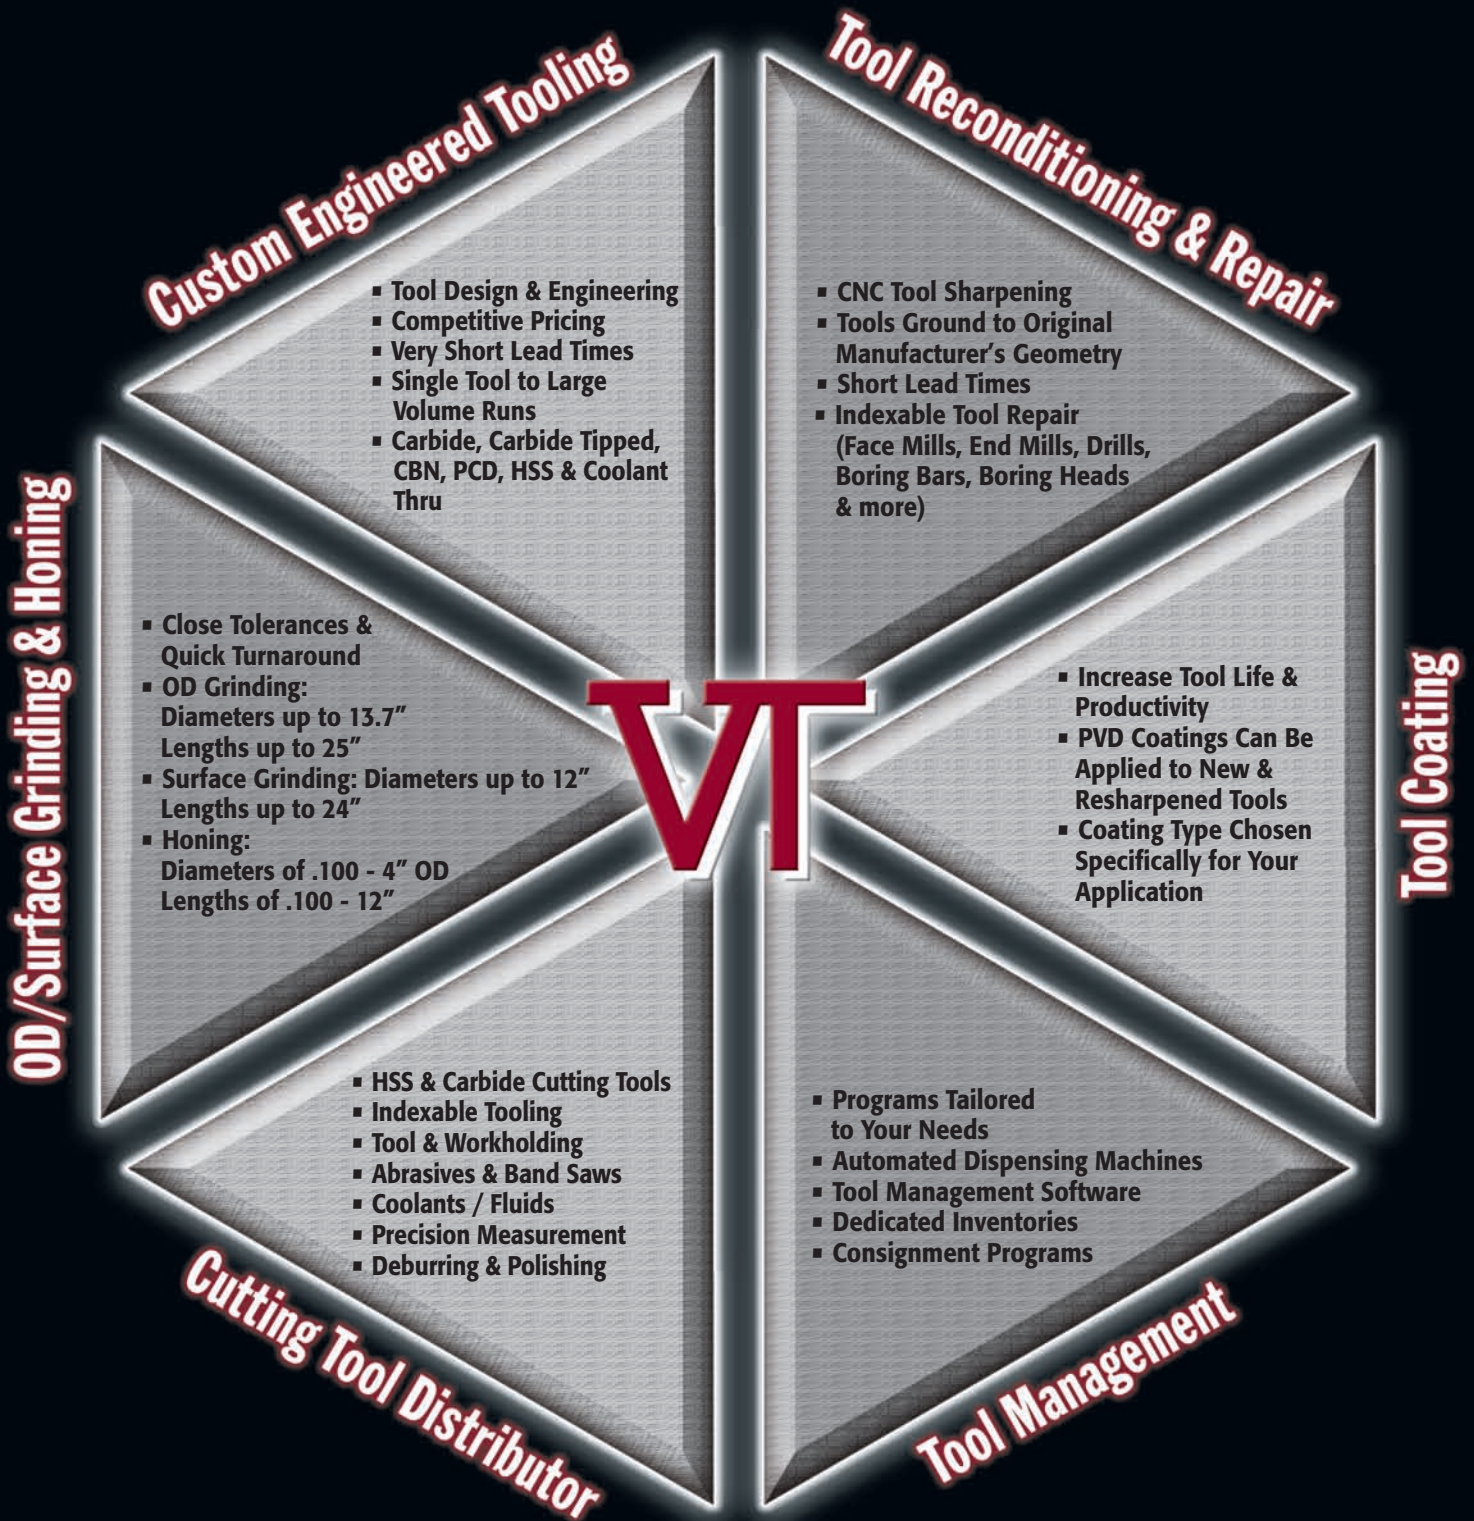 Custom Engineered Tooling
▪ Tool Design & Engineering
▪ Competitive Pricing
▪ Very Short Lead Times
▪ Single Tool to Large
Volume Runs
▪ Carbide, Carbide Tipped,
CBN, PCD, HSS & Coolant
Thru
Tool Reconditioning & Repair
▪ CNC Tool Sharpening
▪ Tools Ground to Original
Manufacturer’s Geometry
▪ Short Lead Times
▪ Indexable Tool Repair
(Face Mills, End Mills, Drills,
Boring Bars, Boring Heads
& more)
OD/Surface Grinding & Honing
▪ Close Tolerances &
Quick Turnaround
▪ OD Grinding:
Diameters up to 13.7”
Lengths up to 25”
▪ Surface Grinding: Diameters up to 12”
Lengths up to 24”
▪ Honing:
Diameters of .100 - 4” OD
Lengths of .100 - 12”
VT
Tool Coating
▪ Increase Tool Life &
Productivity
▪ PVD Coatings Can Be
Applied to New &
Resharpened Tools
▪ Coating Type Chosen
Specifically for Your
Application
Cutting Tool Distributor
▪ HSS & Carbide Cutting Tools
▪ Indexable Tooling
▪ Tool & Workholding
▪ Abrasives & Band Saws
▪ Coolants / Fluids
▪ Precision Measurement
▪ Deburring & Polishing
Tool Management
▪ Programs Tailored
to Your Needs
▪ Automated Dispensing Machines
▪ Tool Management Software
▪ Dedicated Inventories
▪ Consignment Programs